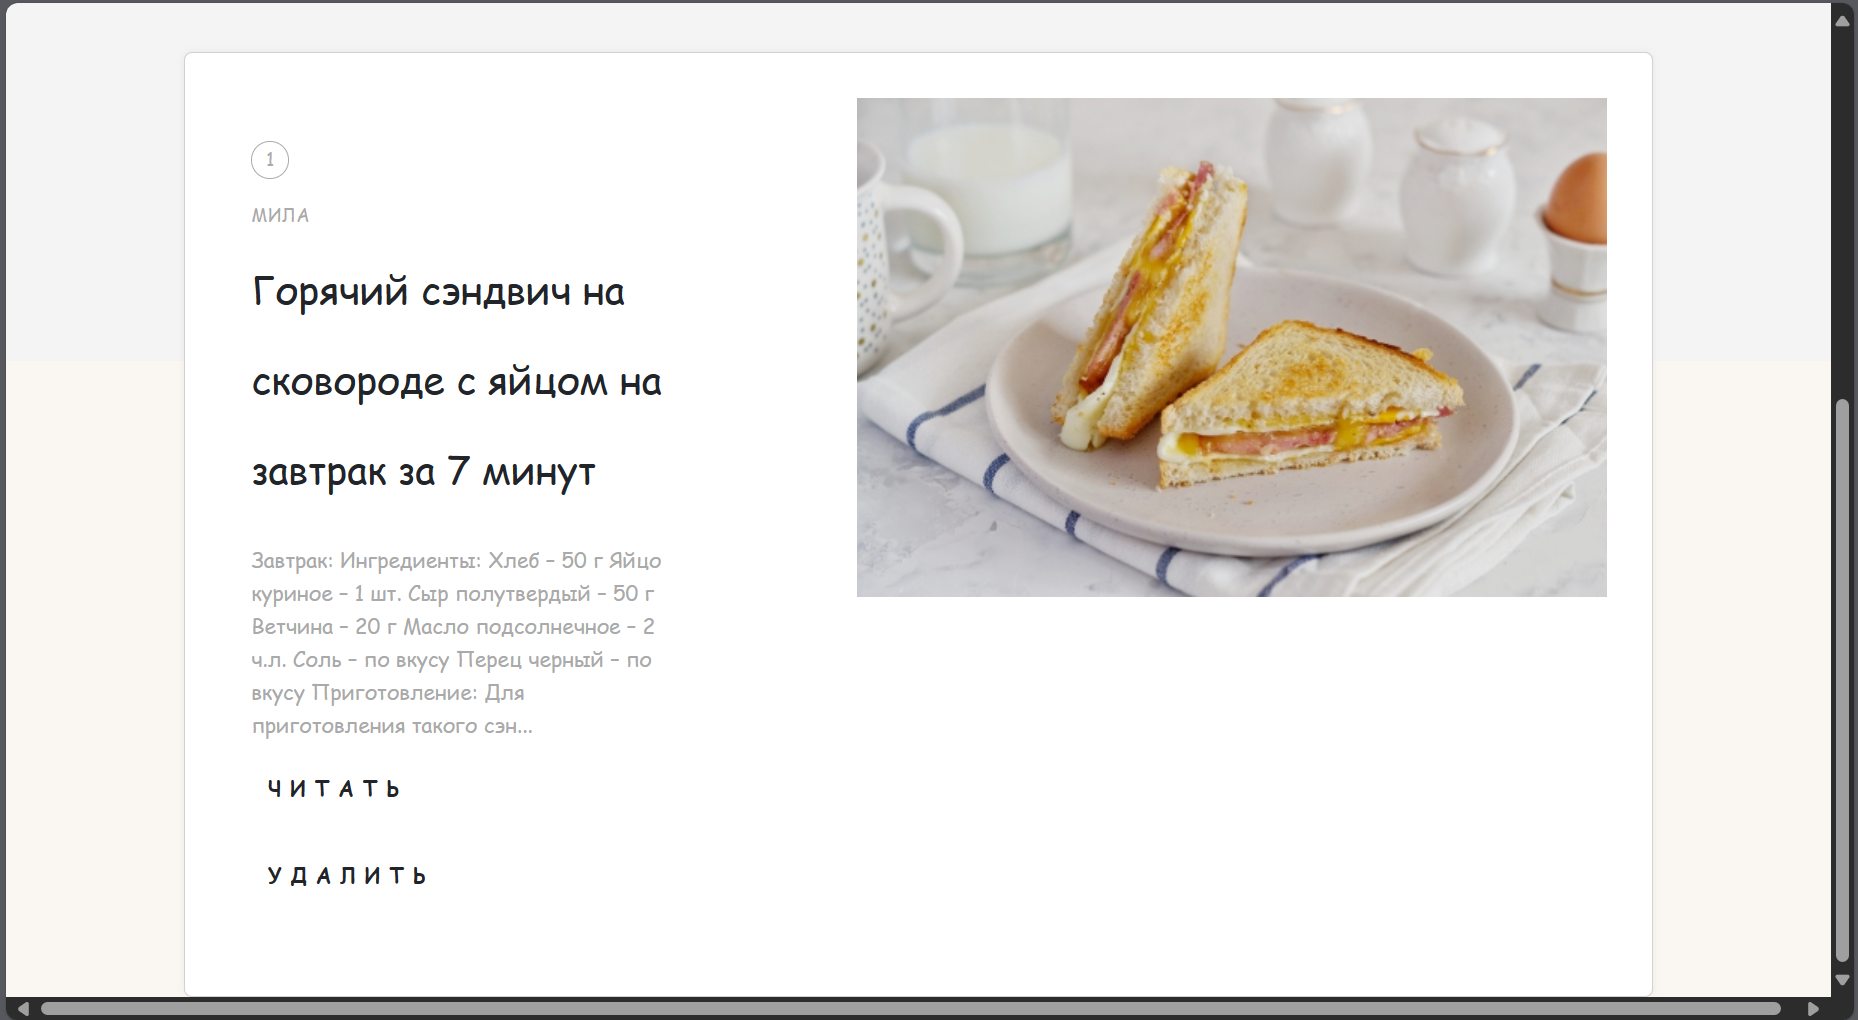 1
МИЛА
Горячий сэндвич на
сковороде с яйцом на
завтрак за 7 минут
Завтрак: Ингредиенты: Хлеб – 50 г Яйцо
куриное – 1 шт. Сыр полутвердый – 50 г
Ветчина – 20 г Масло подсолнечное – 2
ч.л. Соль – по вкусу Перец черный – по
вкусу Приготовление: Для
приготовления такого сэн...
ЧИТАТЬ
УДАЛИТЬ